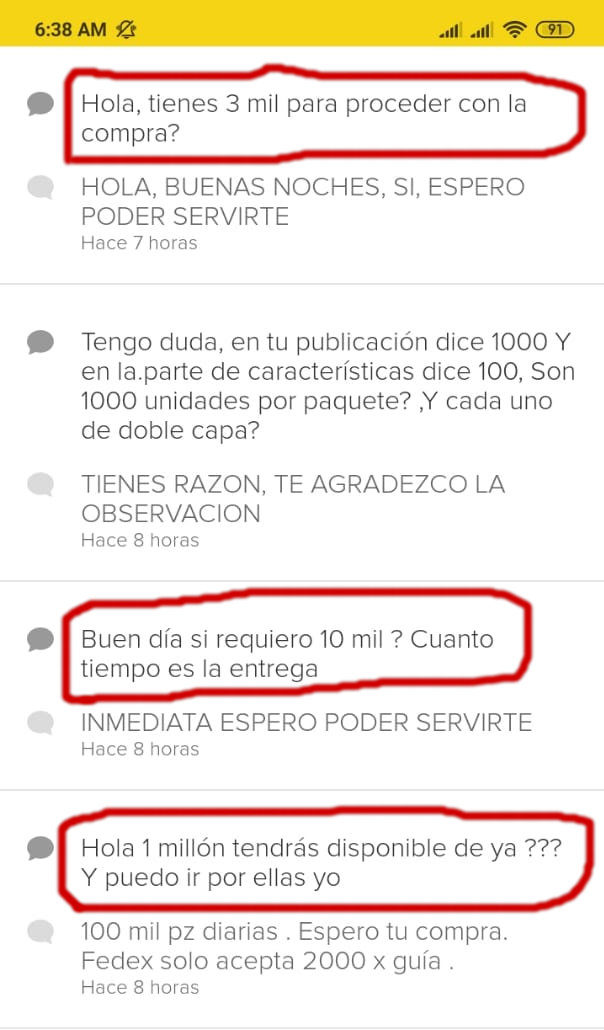 6:38 AM
91
Hola, tienes 3 mil para proceder con la
compra?
HOLA, BUENAS NOCHES, SI, ESPERO
PODER SERVIRTE
Hace 7 horas
Tengo duda, en tu publicación dice 1000 Y
en la.parte de características dice 100, Son
1000 unidades por paquete? ,Y cada uno
de doble capa?
TIENES RAZON, TE AGRADEZCO LA
OBSERVACION
Hace 8 horas
Buen día si requiero 10 mil ? Cuanto
tiempo es la entrega
INMEDIATA ESPERO PODER SERVIRTE
Hace 8 horas
Hola 1 millón tendrás disponible de ya ???
Y puedo ir por ellas yo
100 mil pz diarias . Espero tu compra.
Fedex solo acepta 2000 x guía .
Hace 8 horas